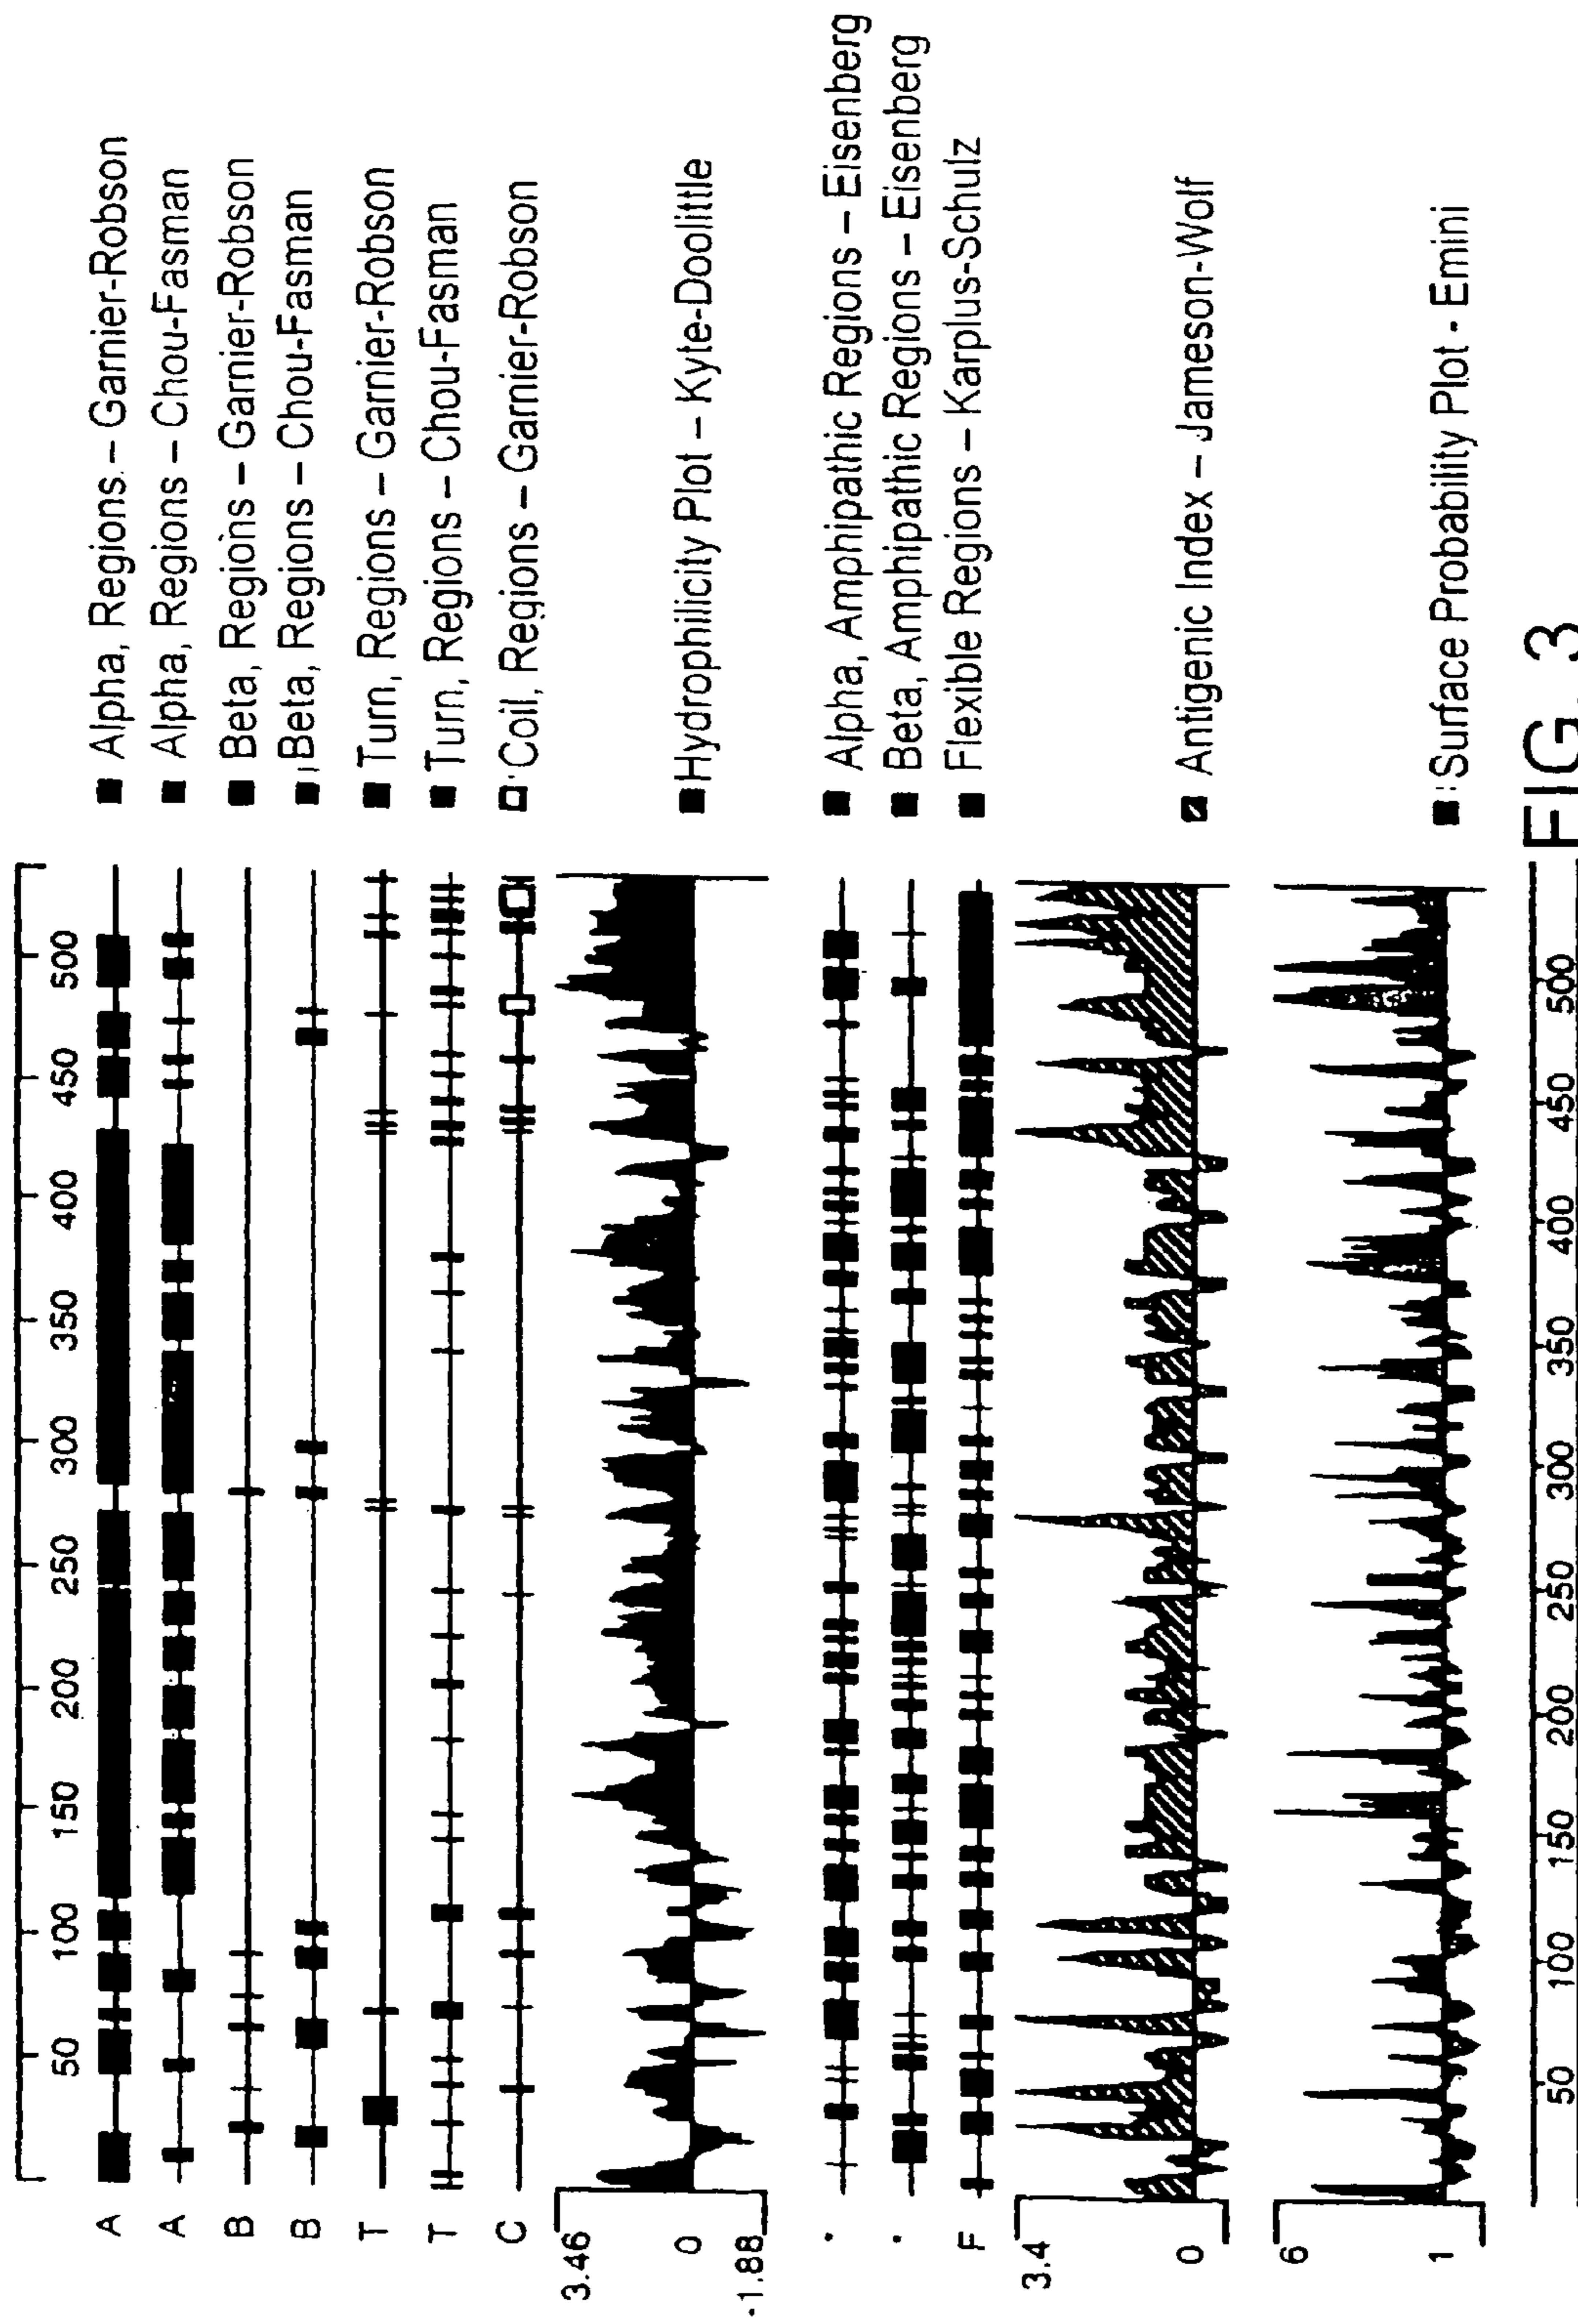 50 100 150 200 250 300 350 400 450 500
A ■ Alpha, Regions. – Garnier-Robson
A ■ Alpha, Regions – Chou-Fasman
B ■ Beta, Regions – Garnier-Robson
B ■ Beta, Regions – Chou-Fasman
T ■ Turn, Regions – Garnier-Robson
T ■ Turn, Regions – Chou-Fasman
C Coil, Regions – Garnier-Robson
3.46
0 ■ Hydrophilicity Plot – Kyte-Doolittle
-1.88
* ■ Alpha, Amphipathic Regions – Eisenberg
* ■ Beta, Amphipathic Regions – Eisenberg
F ■ Flexible Regions – Karplus-Schulz
3.4
0 Antigenic Index – Jameson-Wolf
6
1 ■ Surface Probability Plot - Emini
50 100 150 200 250 300 350 400 450 500
FIG. 3